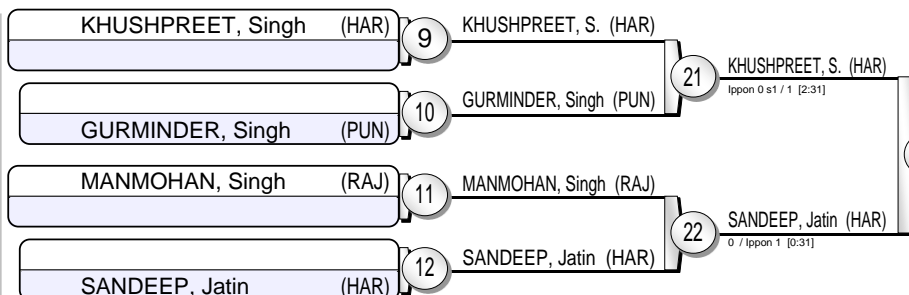 KHUSHPREET, Singh (HAR)
9
KHUSHPREET, S. (HAR)
21
KHUSHPREET, S. (HAR)
Ippon 0 s1 / 1 [2:31]
10
GURMINDER, Singh (PUN)
GURMINDER, Singh (PUN)
MANMOHAN, Singh (RAJ)
11
MANMOHAN, Singh (RAJ)
22
SANDEEP, Jatin (HAR)
0 / Ippon 1 [0:31]
12
SANDEEP, Jatin (HAR)
SANDEEP, Jatin (HAR)